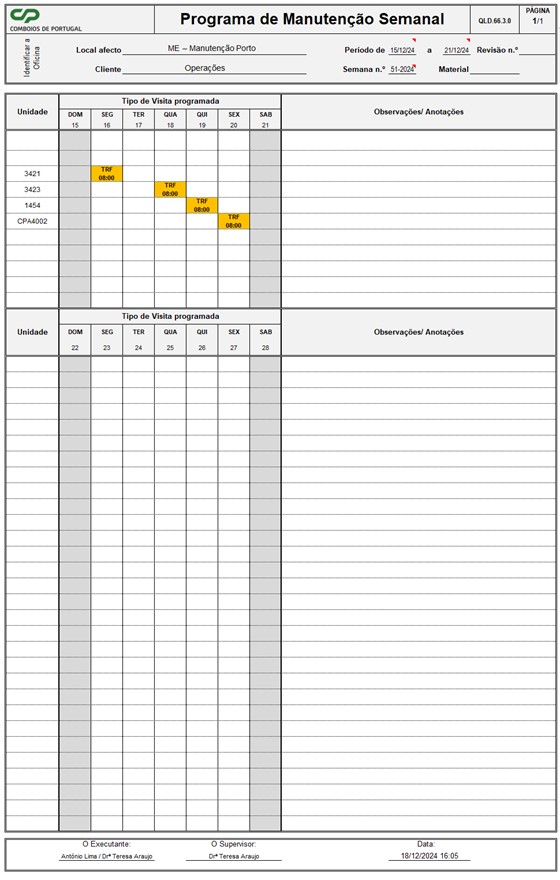 CP
COMBOIOS DE PORTUGAL
Programa de Manutenção Semanal
QLD.66.3.0
PÁGINA
1/1
Identificar a
Oficina
Local afecto ME – Manutenção Porto
Periodo de 15/12/24 a 21/12/24 Revisão n.º
Cliente Operações
Semana n.º 51-2024 Material
Unidade
Tipo de Visita programada
Observações/ Anotações
DOM SEG TER QUA QUI SEX SAB
15 16 17 18 19 20 21
3421 TRF
08:00
3423 TRF
08:00
1454 TRF
08:00
CPA4002 TRF
08:00
Unidade
Tipo de Visita programada
Observações/ Anotações
DOM SEG TER QUA QUI SEX SAB
22 23 24 25 26 27 28
O Executante: O Supervisor: Data:
António Lima / Drª Teresa Araujo Drª Teresa Araujo 18/12/2024 16:05